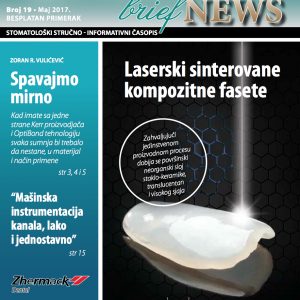 Broj 19 • Maj 2017.
BESPLATAN PRIMERAK
brief NEWS
STOMATOLOŠKI STRUČNO - INFORMATIVNI ČASOPIS
ZORAN R. VULIĆEVIĆ
Spavajmo
mirno
Kad imate sa jedne
strane Kerr proizvođača
i OptiBond tehnologiju
svaka sumnja bi trebalo
da nestane, u materijal
i način primene
str 3, 4 i 5
“Mašinska
instrumentacija
kanala, lako
i jednostavno”
str 15
Zhermack
Dental
Laserski sinterovane
kompozitne fasete
Zahvaljujući
jedinstvenom
proizvodnom procesu
dobija se površinski
neorganski sloj
staklo-keramike,
translucentan
i visokog sjaja